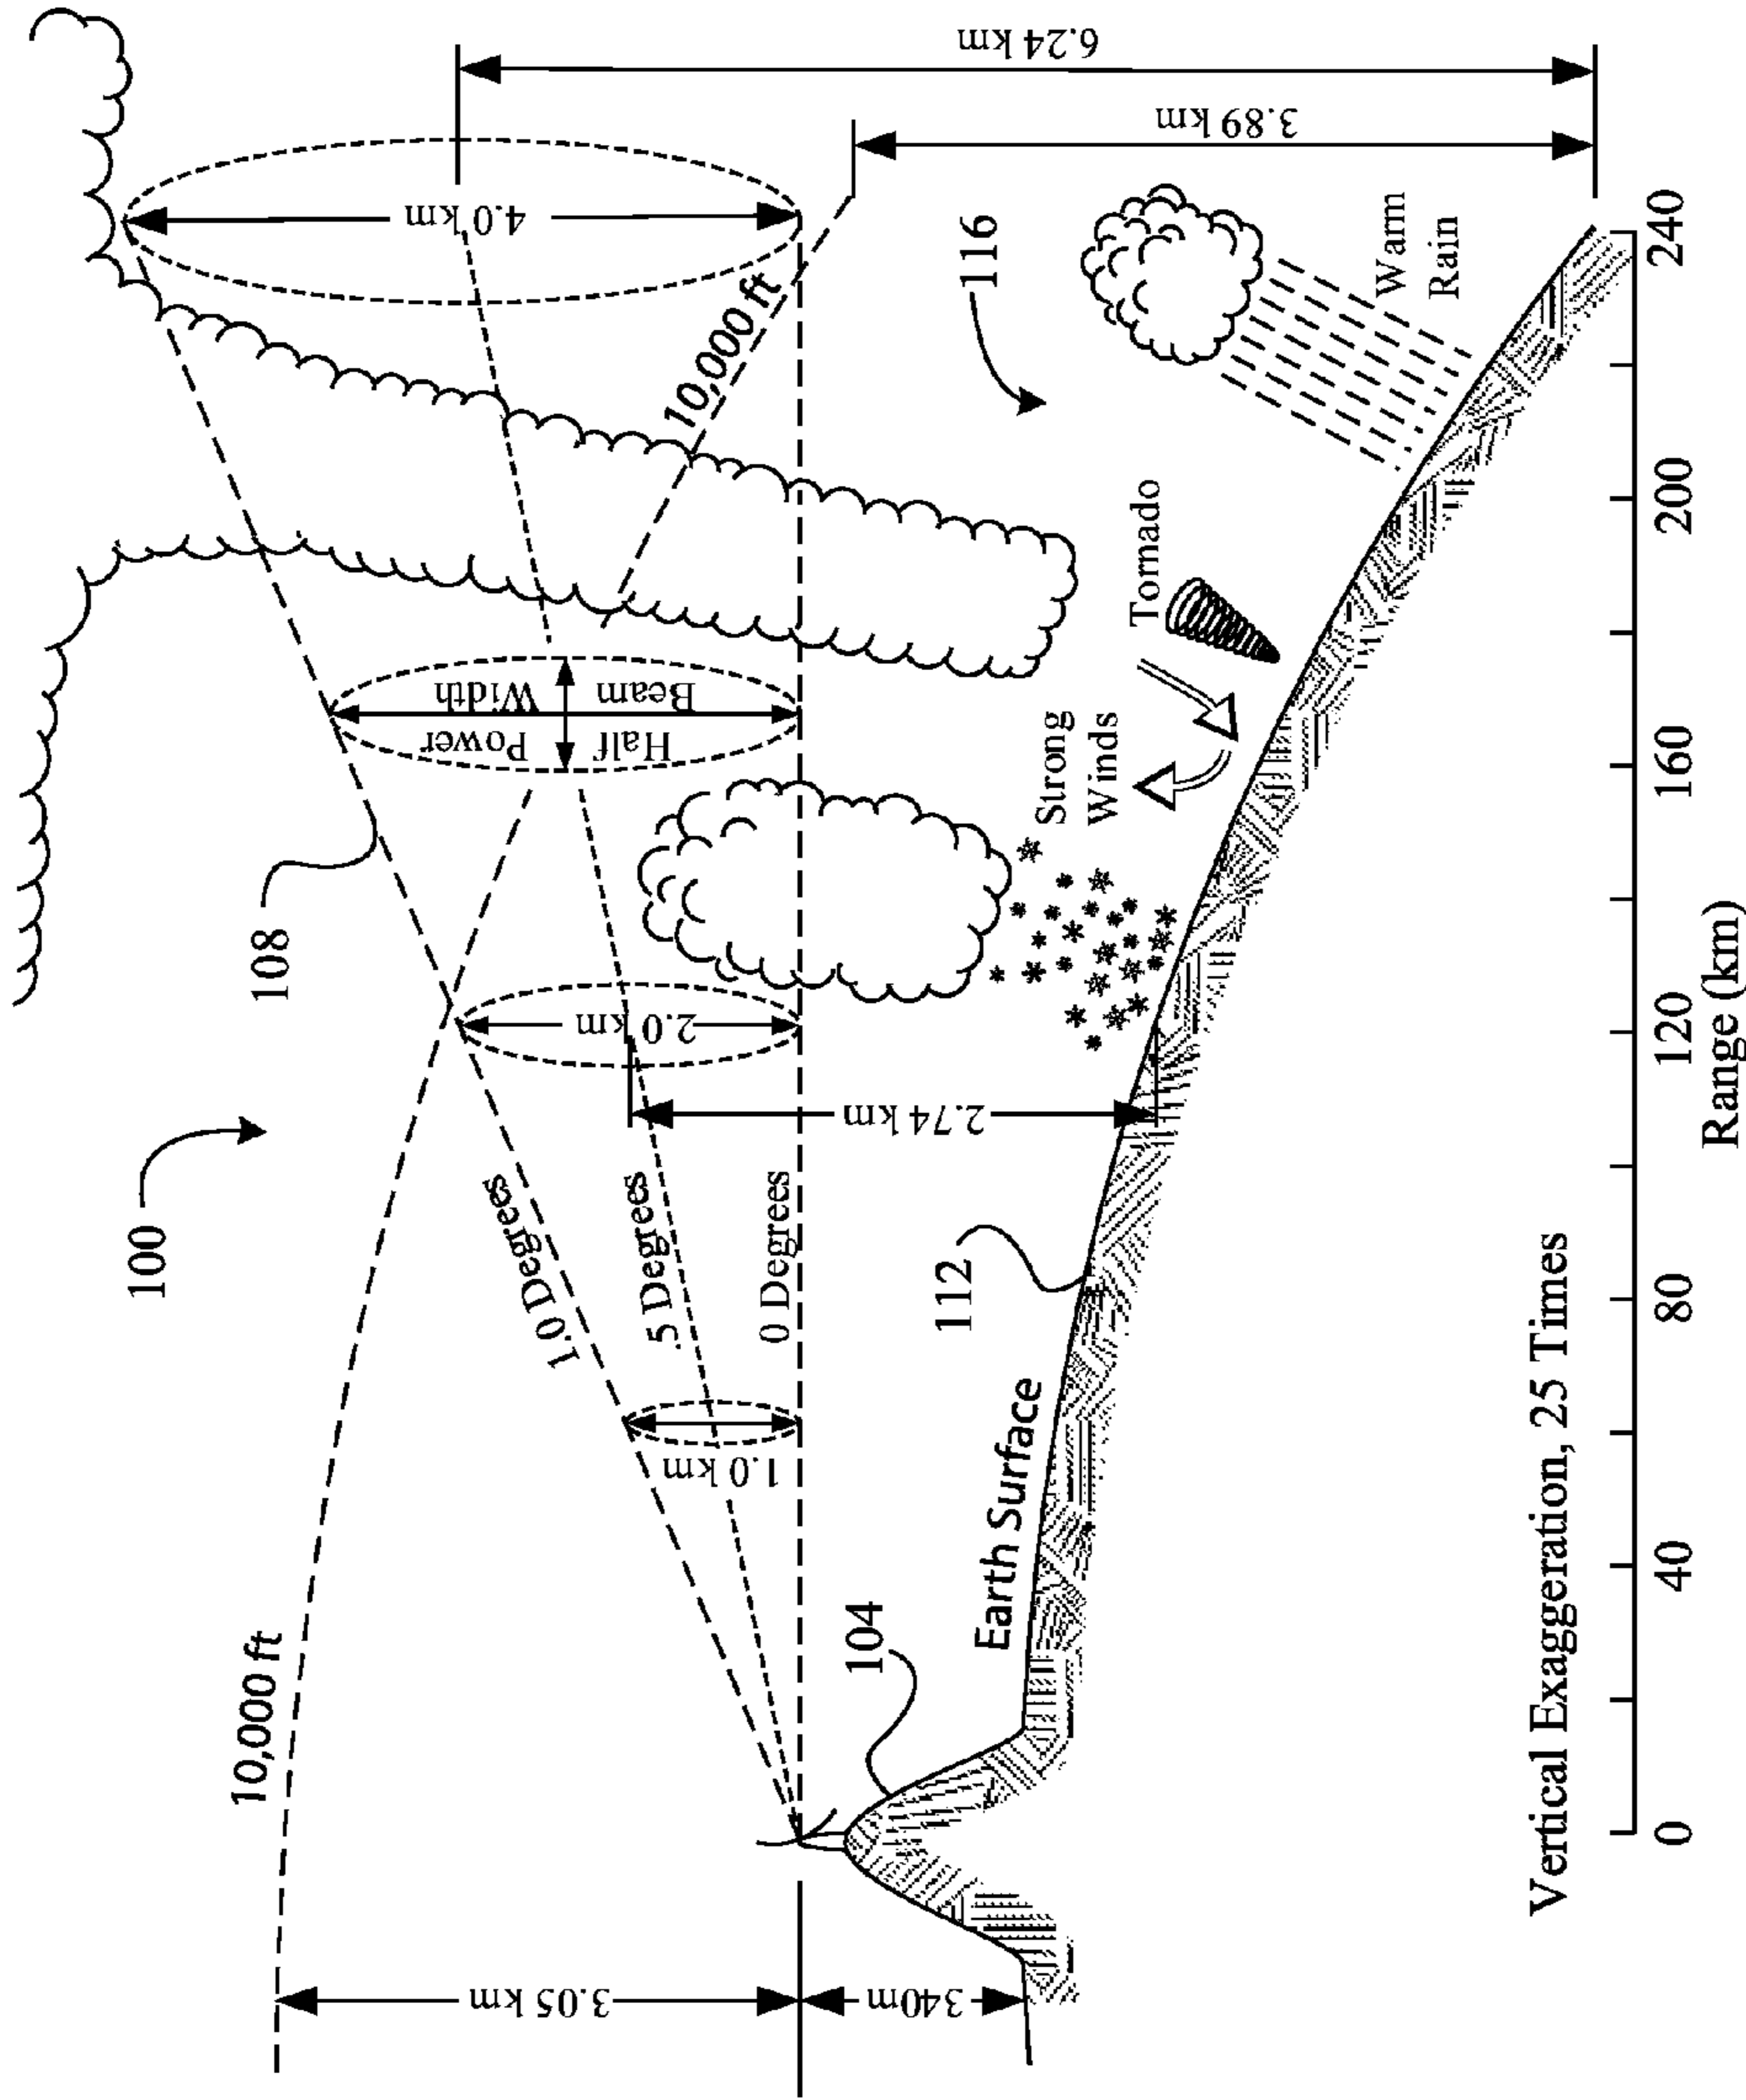 100
108
10,000 ft
1.0 Degrees
.5 Degrees
0 Degrees
1.0 km
2.0 km
2.74 km
Half
Power
Beam
Width
4.0 km
10,000 ft
6.24 km
3.89 km
3.05 km
340m
104
Earth Surface
112
Strong
Winds
Tornado
116
Warm
Rain
Vertical Exaggeration, 25 Times
0
40
80
120
160
200
240
Range (km)